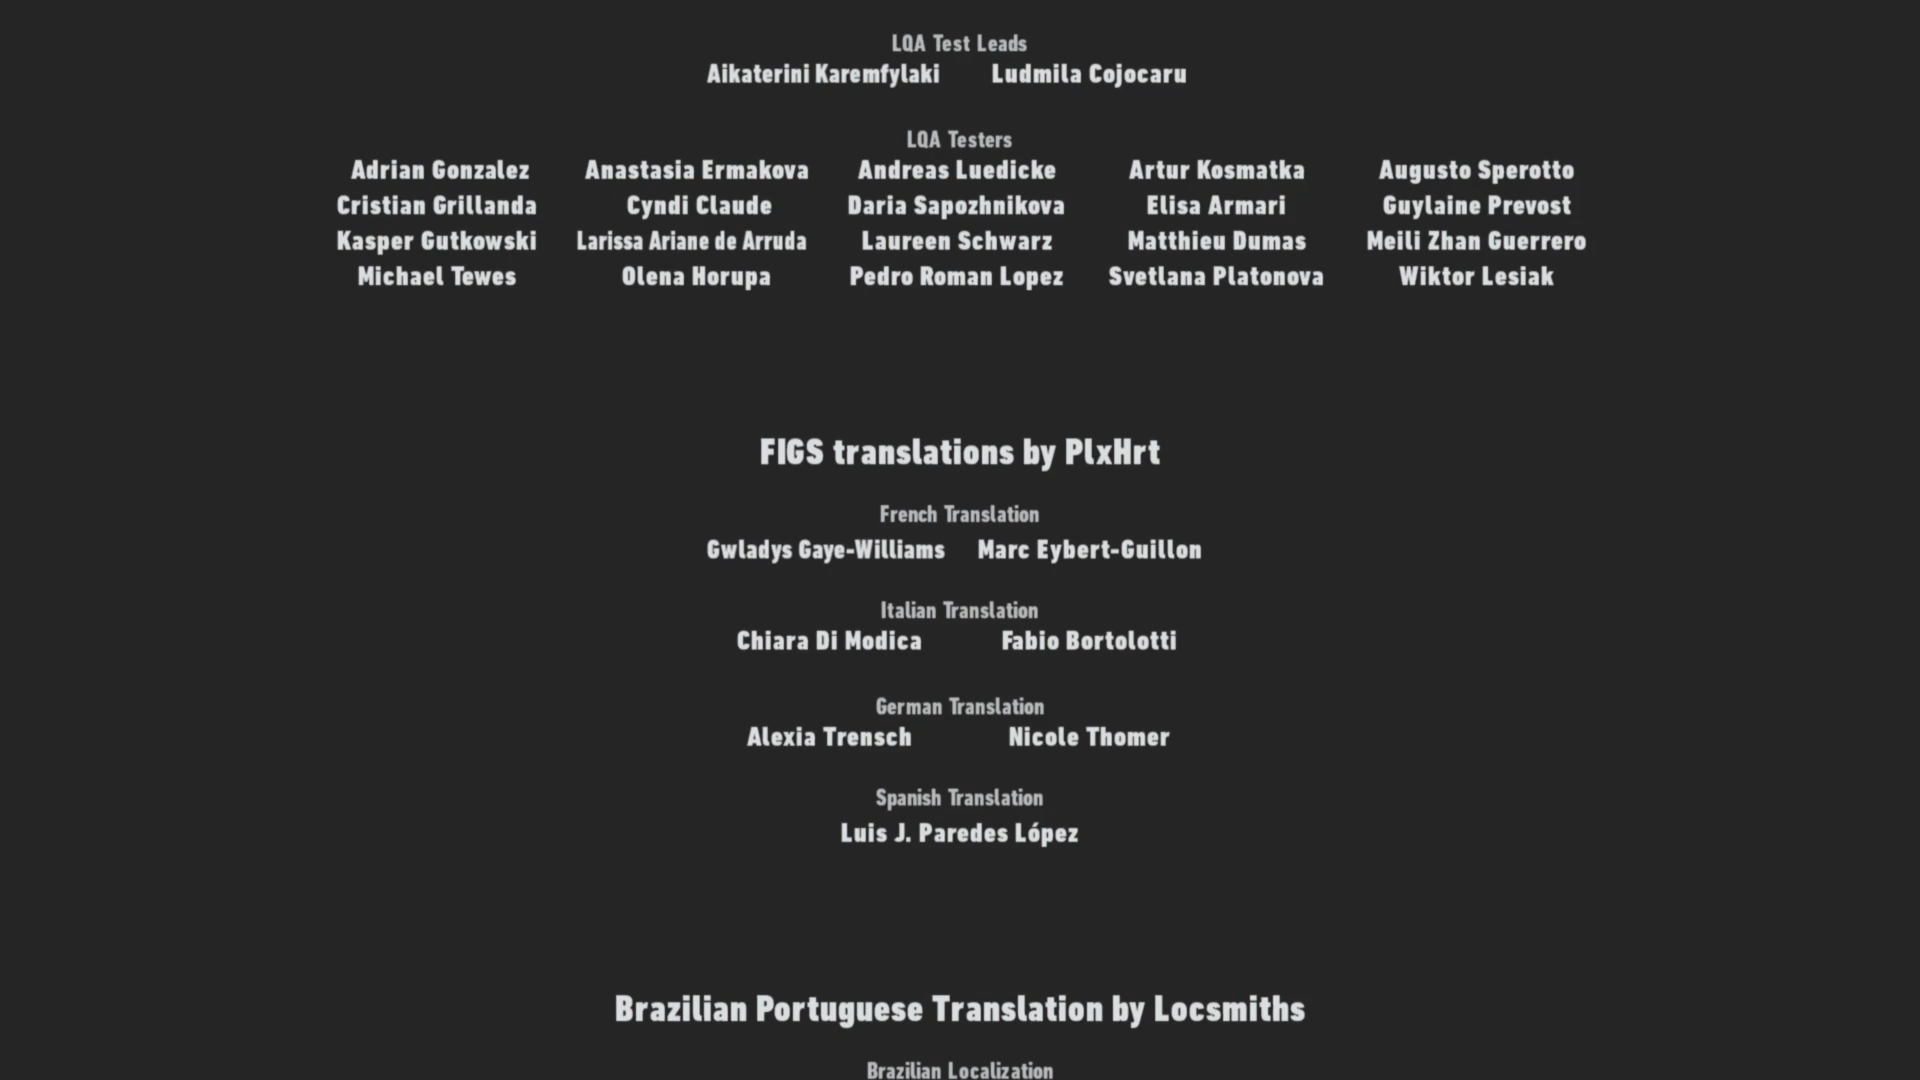 LQA Test Leads
Aikaterini Karemfylaki Ludmila Cojocaru
LQA Testers
Adrian Gonzalez Anastasia Ermakova Andreas Luedicke Artur Kosmatka Augusto Sperotto
Cristian Grillanda Cyndi Claude Daria Sapozhnikova Elisa Armari Guylaine Prevost
Kasper Gutkowski Larissa Ariane de Arruda Laureen Schwarz Matthieu Dumas Meili Zhan Guerrero
Michael Tewes Olena Horupa Pedro Roman Lopez Svetlana Platonova Wiktor Lesiak
FIGS translations by PlxHrt
French Translation
Gwladys Gaye-Williams Marc Eybert-Guillon
Italian Translation
Chiara Di Modica Fabio Bortolotti
German Translation
Alexia Trensch Nicole Thomer
Spanish Translation
Luis J. Paredes López
Brazilian Portuguese Translation by Locsmiths
Brazilian Localization